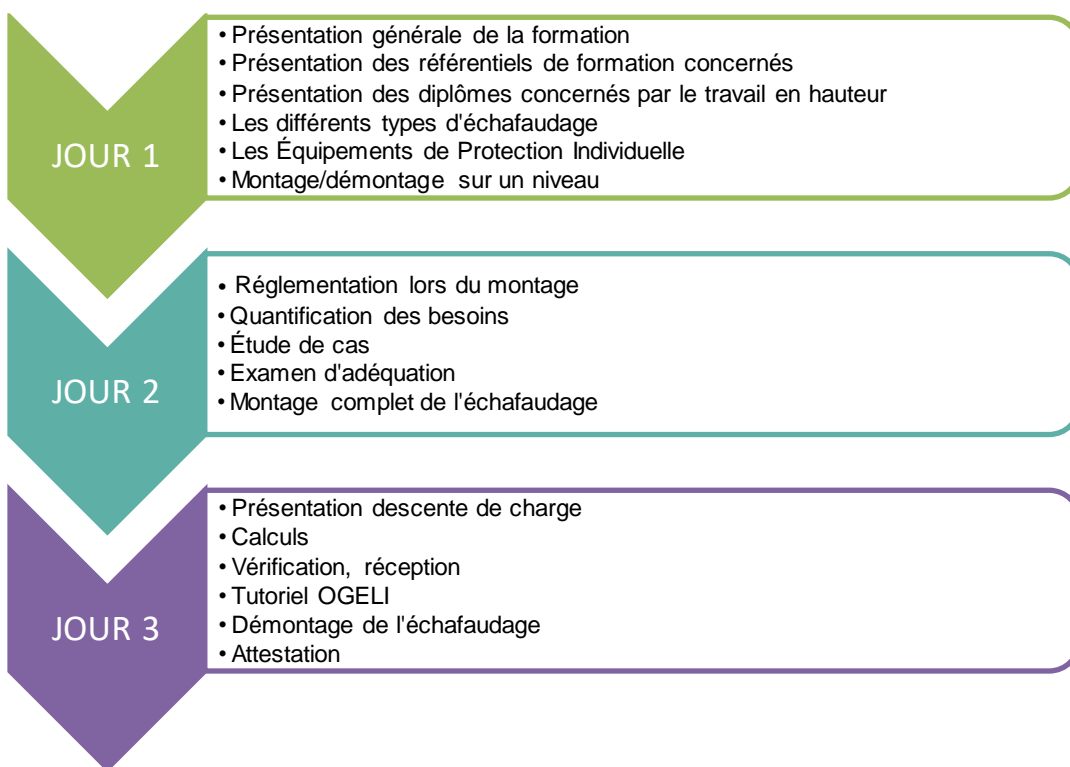 JOUR 1
• Présentation générale de la formation
• Présentation des référentiels de formation concernés
• Présentation des diplômes concernés par le travail en hauteur
• Les différents types d'échafaudage
• Les Équipements de Protection Individuelle
• Montage/démontage sur un niveau
JOUR 2
• Réglementation lors du montage
• Quantification des besoins
• Étude de cas
• Examen d'adéquation
• Montage complet de l'échafaudage
JOUR 3
• Présentation descente de charge
• Calculs
• Vérification, réception
• Tutoriel OGELI
• Démontage de l'échafaudage
• Attestation